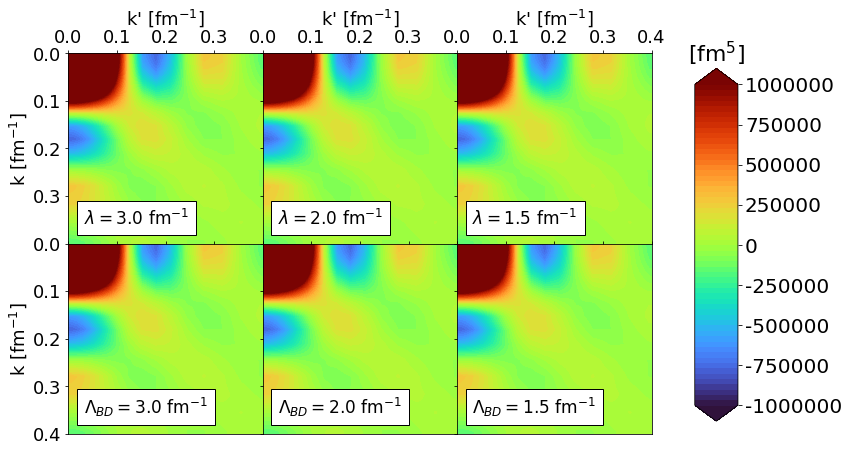 k' [fm⁻¹] k' [fm⁻¹] k' [fm⁻¹]
0.0 0.1 0.2 0.3 0.0 0.1 0.2 0.3 0.0 0.1 0.2 0.3 0.4
[fm⁵]
0.0
0.1
0.2
0.3
k [fm⁻¹]
λ = 3.0 fm⁻¹
λ = 2.0 fm⁻¹
λ = 1.5 fm⁻¹
0.0
0.1
0.2
0.3
0.4
k [fm⁻¹]
Λ_BD = 3.0 fm⁻¹
Λ_BD = 2.0 fm⁻¹
Λ_BD = 1.5 fm⁻¹
1000000
750000
500000
250000
0
-250000
-500000
-750000
-1000000